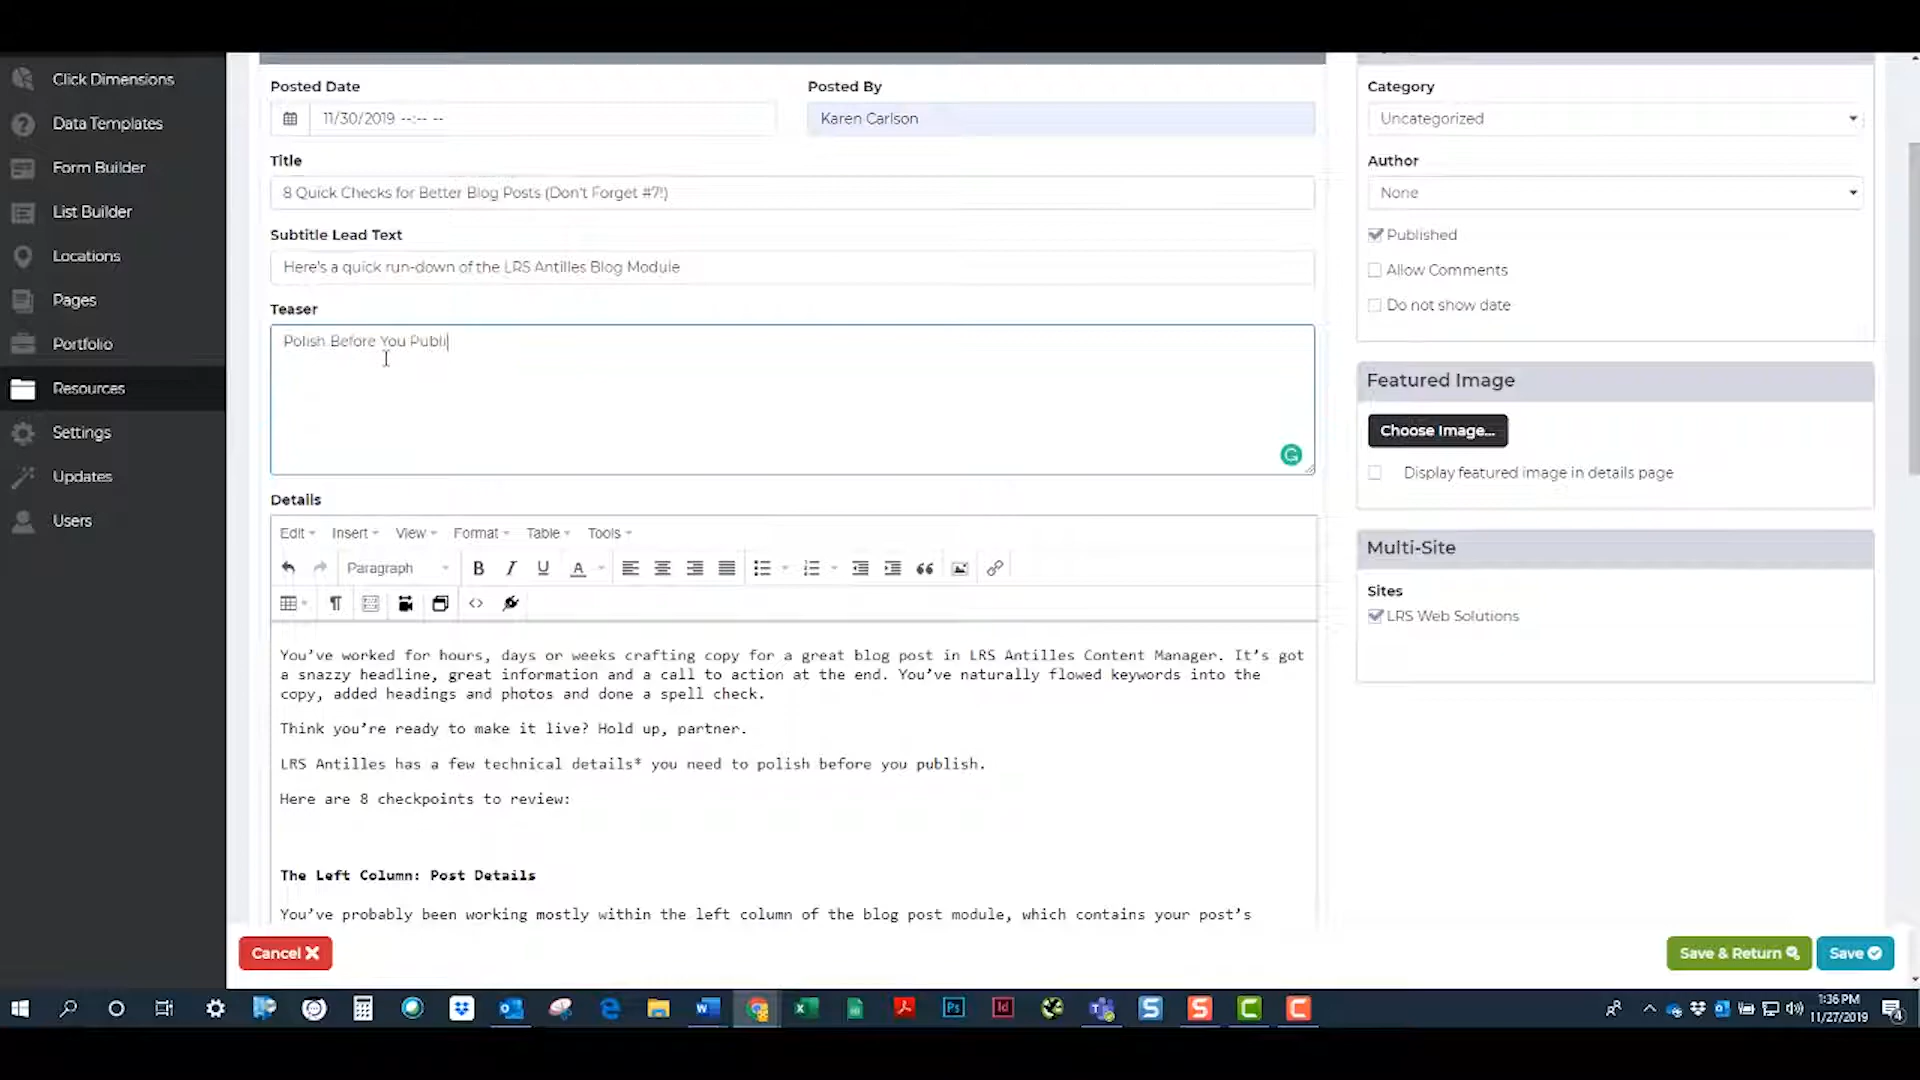 Click Dimensions
Data Templates
Form Builder
List Builder
Locations
Pages
Portfolio
Resources
Settings
Updates
Users
Posted Date
11/30/2019 --:-- --
Posted By
Karen Carlson
Title
8 Quick Checks for Better Blog Posts (Don't Forget #7!)
Subtitle Lead Text
Here's a quick run-down of the LRS Antilles Blog Module
Teaser
Polish Before You Publi
Details
Edit Insert View Format Table Tools
Paragraph B I U A
You’ve worked for hours, days or weeks crafting copy for a great blog post in LRS Antilles Content Manager. It’s got
a snazzy headline, great information and a call to action at the end. You’ve naturally flowed keywords into the
copy, added headings and photos and done a spell check.
Think you’re ready to make it live? Hold up, partner.
LRS Antilles has a few technical details* you need to polish before you publish.
Here are 8 checkpoints to review:
The Left Column: Post Details
You’ve probably been working mostly within the left column of the blog post module, which contains your post’s
Category
Uncategorized
Author
None
Published
Allow Comments
Do not show date
Featured Image
Choose Image...
Display featured image in details page
Multi-Site
Sites
LRS Web Solutions
Cancel
Save & Return
Save
1:36 PM
11/27/2019